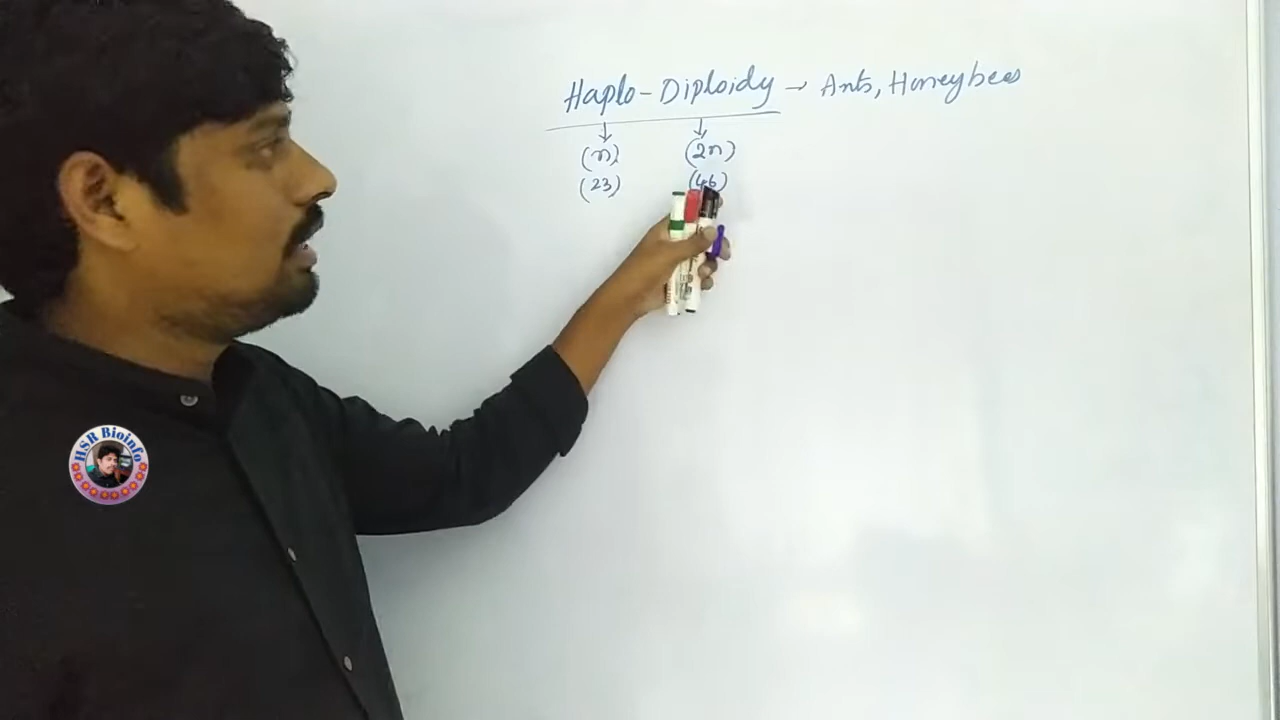 Haplo-Diploidy → Ants, Honeybees
(n) (2n)
(23) (46)
HSR Bioinfo